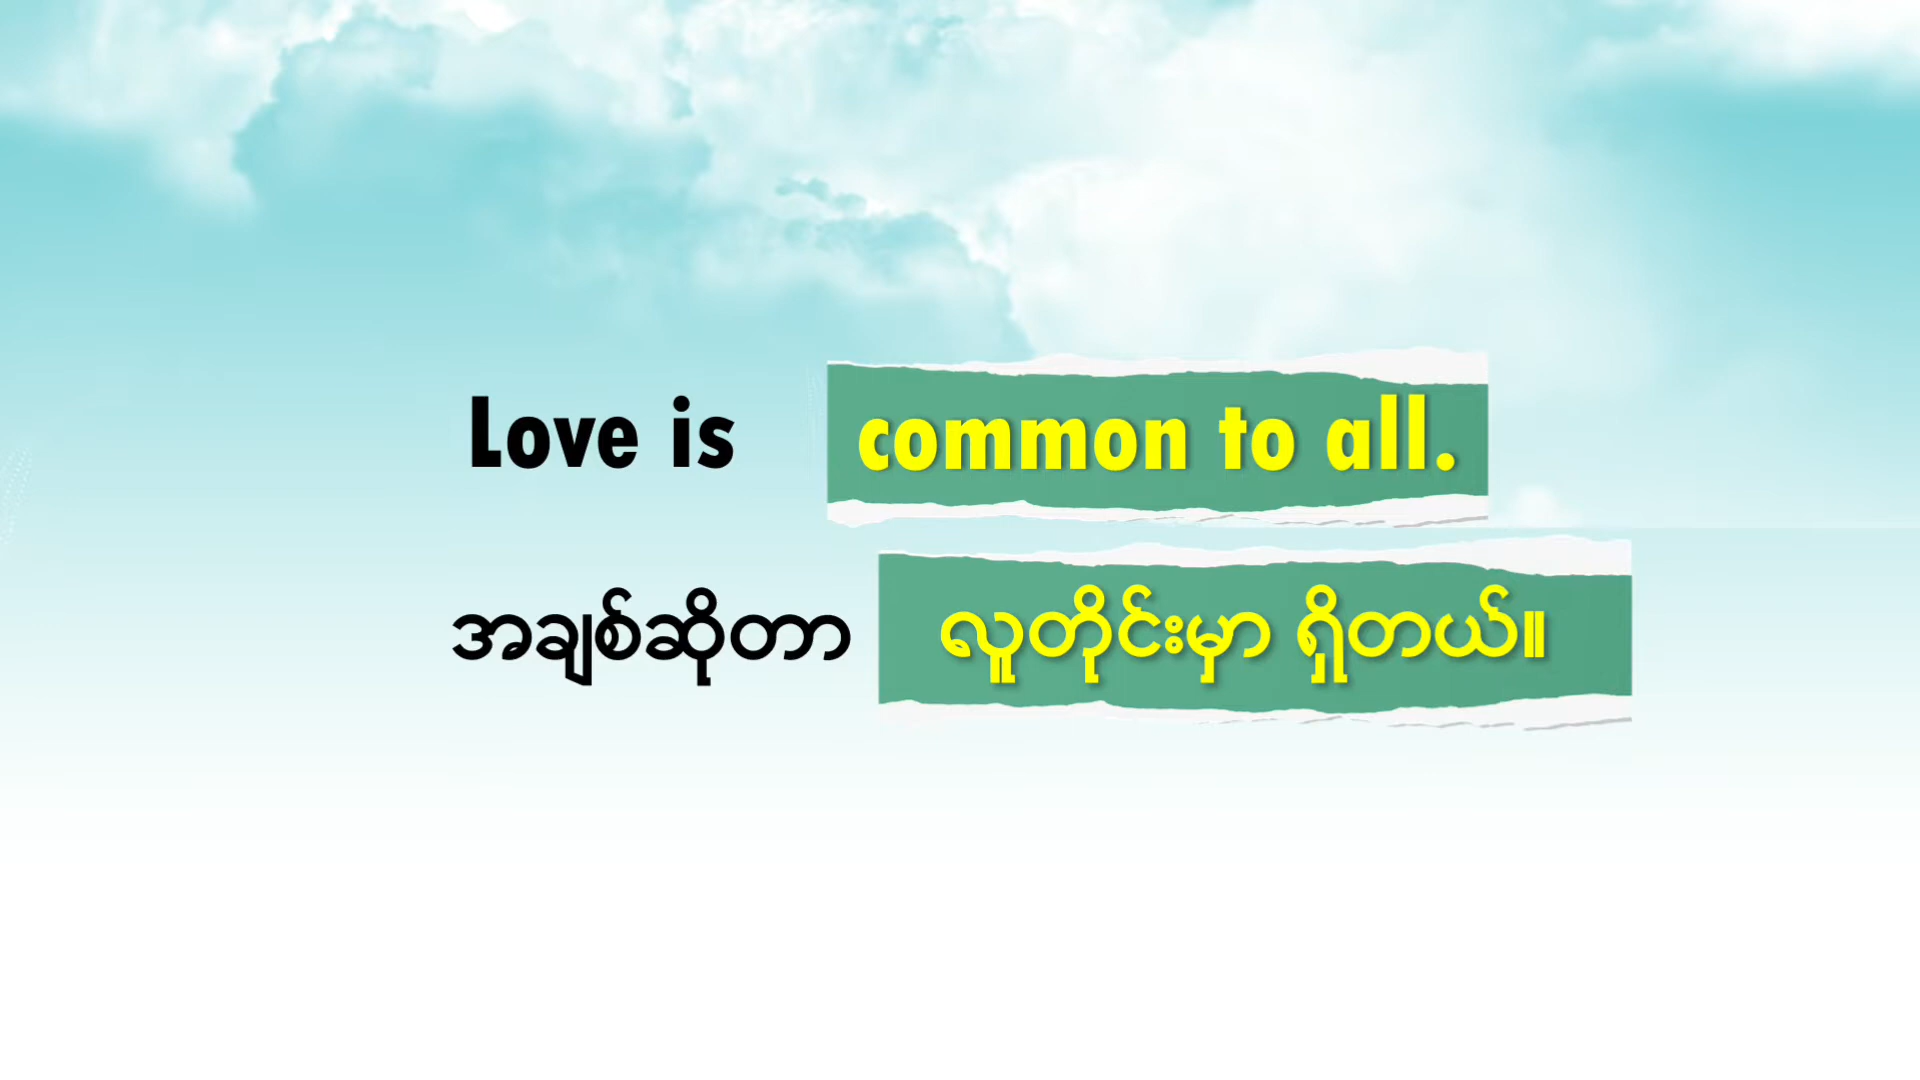 Love is common to all.
အချစ်ဆိုတာ လူတိုင်းမှာ ရှိတယ်။